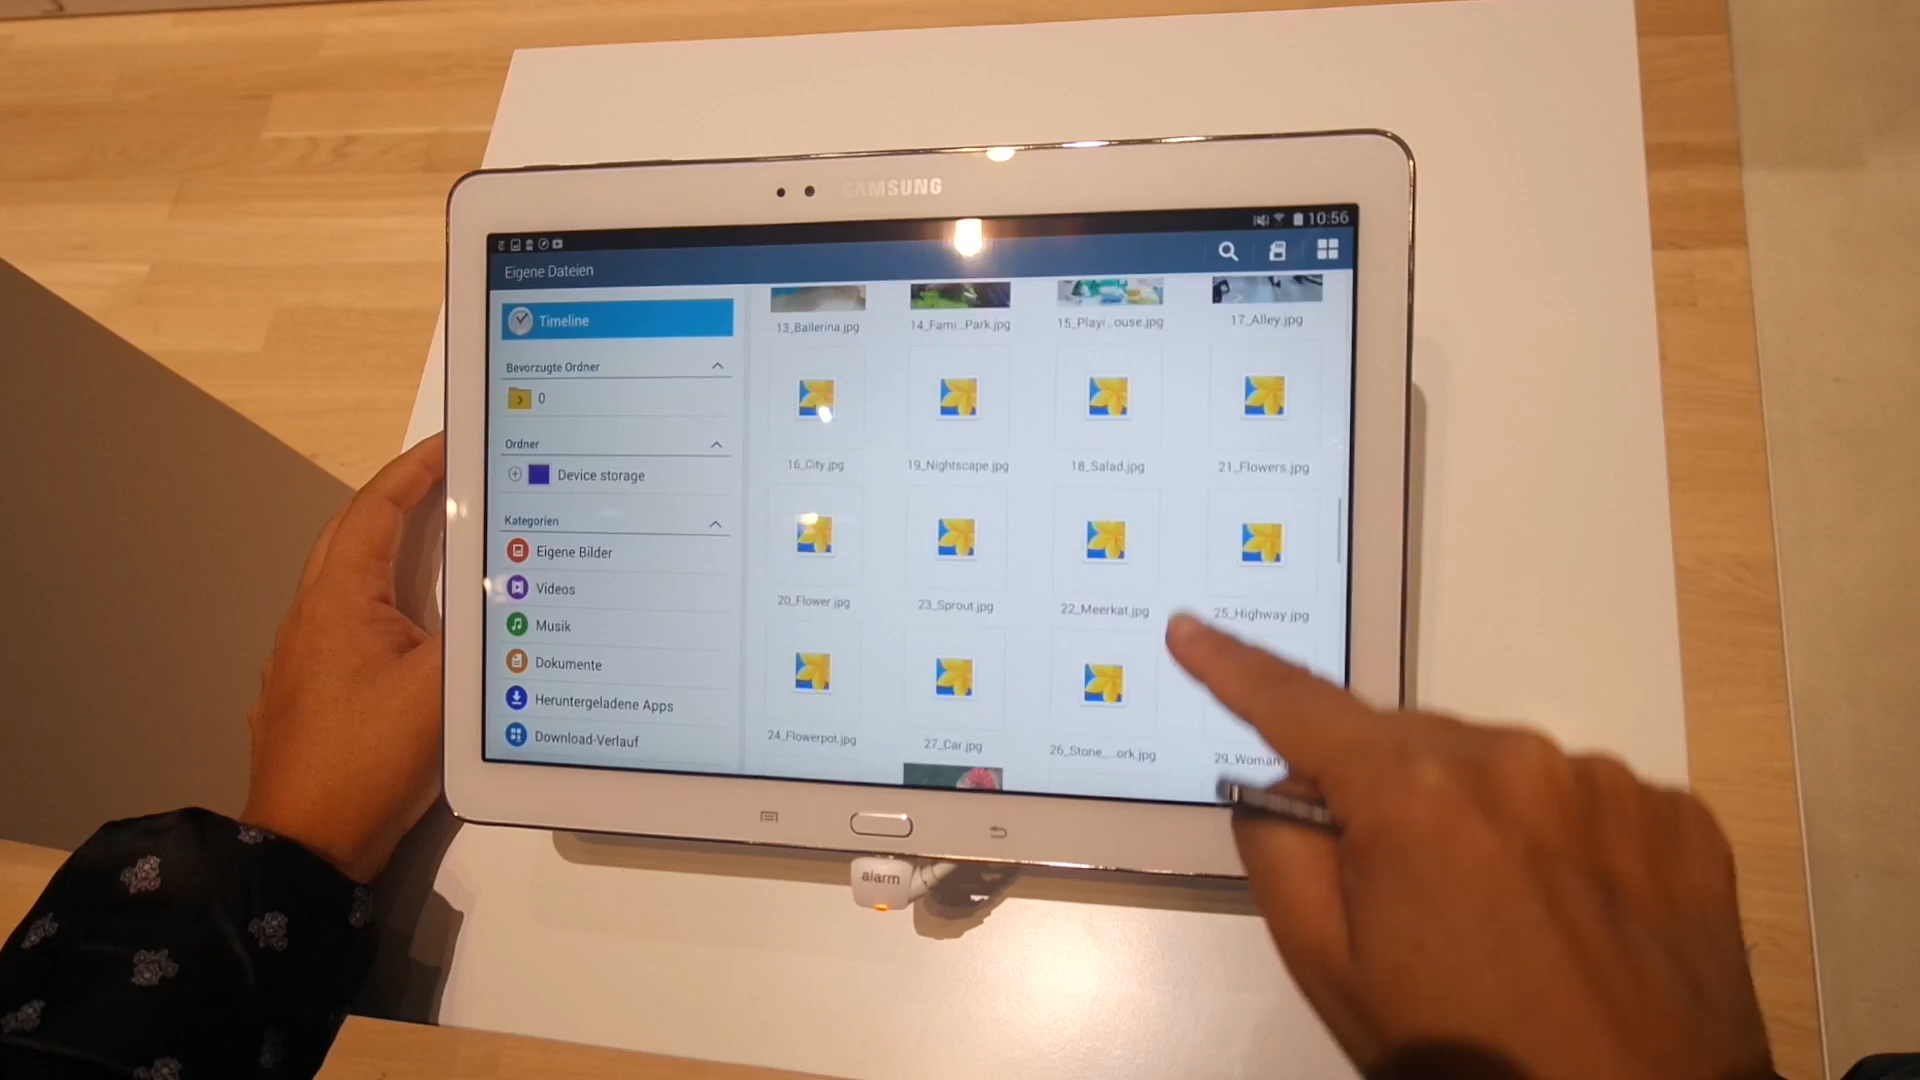 SAMSUNG
10:56
Eigene Dateien
Timeline
Bevorzugte Ordner
0
Ordner
Device storage
Kategorien
Eigene Bilder
Videos
Musik
Dokumente
Heruntergeladene Apps
Download-Verlauf
13_Ballerina.jpg
14_Fami...Park.jpg
15_Playi...ouse.jpg
17_Alley.jpg
16_City.jpg
19_Nightscape.jpg
18_Salad.jpg
21_Flowers.jpg
20_Flower.jpg
23_Sprout.jpg
22_Meerkat.jpg
25_Highway.jpg
24_Flowerpot.jpg
27_Car.jpg
26_Stone_...ork.jpg
29_Woman.j
alarm